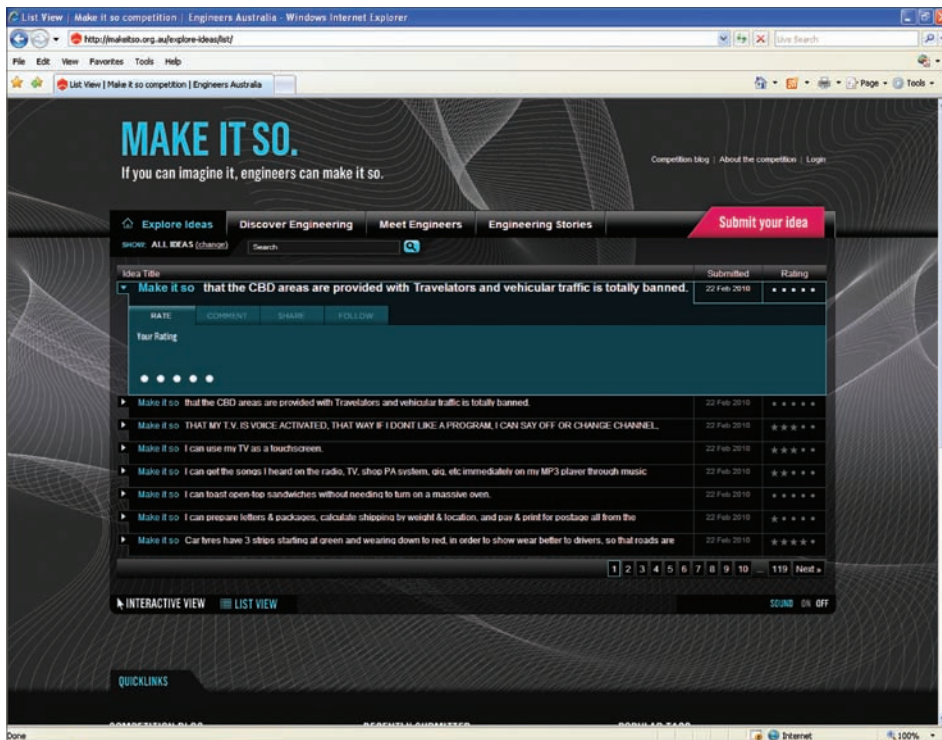 List View | Make it so competition | Engineers Australia - Windows Internet Explorer
http://makeitso.org.au/explore-ideas/list/
Live Search
File Edit View Favorites Tools Help
List View | Make it so competition | Engineers Australia
Page Tools
MAKE IT SO.
If you can imagine it, engineers can make it so.
Competition blog | About the competition | Login
Explore Ideas Discover Engineering Meet Engineers Engineering Stories Submit your idea
SHOW: ALL IDEAS (change) Search
Idea Title Submitted Rating
Make it so that the CBD areas are provided with Travelators and vehicular traffic is totally banned. 22 Feb 2010
RATE COMMENT SHARE FOLLOW
Your Rating
Make it so that the CBD areas are provided with Travelators and vehicular traffic is totally banned. 22 Feb 2010
Make it so THAT MY T.V. IS VOICE ACTIVATED, THAT WAY IF I DONT LIKE A PROGRAM, I CAN SAY OFF OR CHANGE CHANNEL, 22 Feb 2010
Make it so I can use my TV as a touchscreen. 22 Feb 2010
Make it so I can get the songs I heard on the radio, TV, shop PA system, gig, etc immediately on my MP3 player through music 22 Feb 2010
Make it so I can toast open-top sandwiches without needing to turn on a massive oven. 22 Feb 2010
Make it so I can prepare letters & packages, calculate shipping by weight & location, and pay & print for postage all from the 22 Feb 2010
Make it so Car tyres have 3 strips starting at green and wearing down to red, in order to show wear better to drivers, so that roads are 22 Feb 2010
1 2 3 4 5 6 7 8 9 10 ... 119 Next »
INTERACTIVE VIEW LIST VIEW SOUND ON OFF
QUICKLINKS
COMPETITION BLOG RECENTLY SUBMITTED POPULAR TAGS
Done Internet 100%